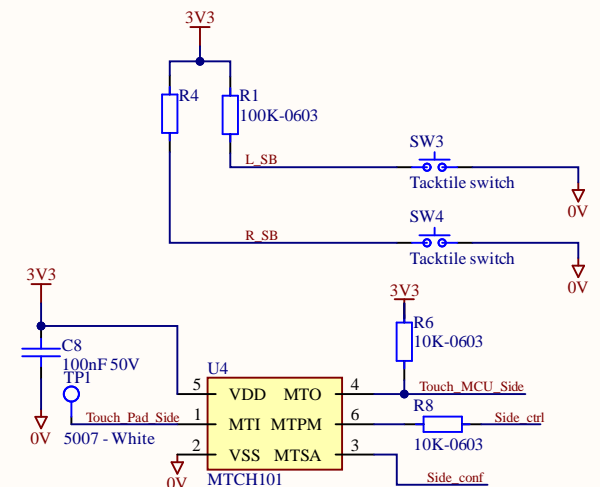 3V3
R4
R1
100K-0603
SW3
L_SB
Tacktile switch
0V
SW4
R_SB
Tacktile switch
0V
3V3
3V3
R6
10K-0603
C8
100nF 50V
TP1
U4
5
VDD
MTO
4
Touch_MCU_Side
R8
Touch_Pad_Side
1
MTI
MTPM
6
Side_ctrl
0V
5007 - White
10K-0603
2
VSS
MTSA
3
0V
MTCH101
Side_conf